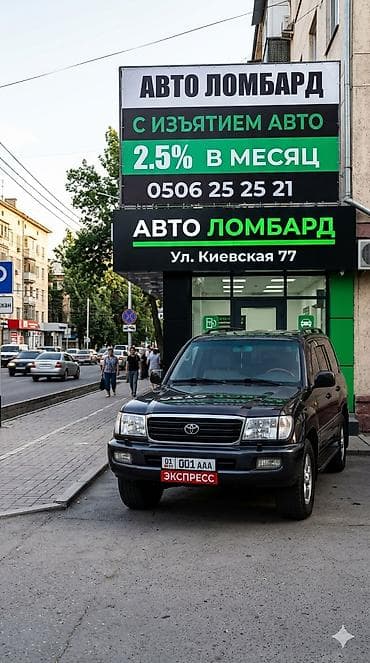 АВТО ЛОМБАРД
С ИЗЪЯТИЕМ АВТО
2.5% В МЕСЯЦ
0506 25 25 21
АВТО ЛОМБАРД
Ул. Киевская 77
P
01 001 AAA
ЭКСПРЕСС